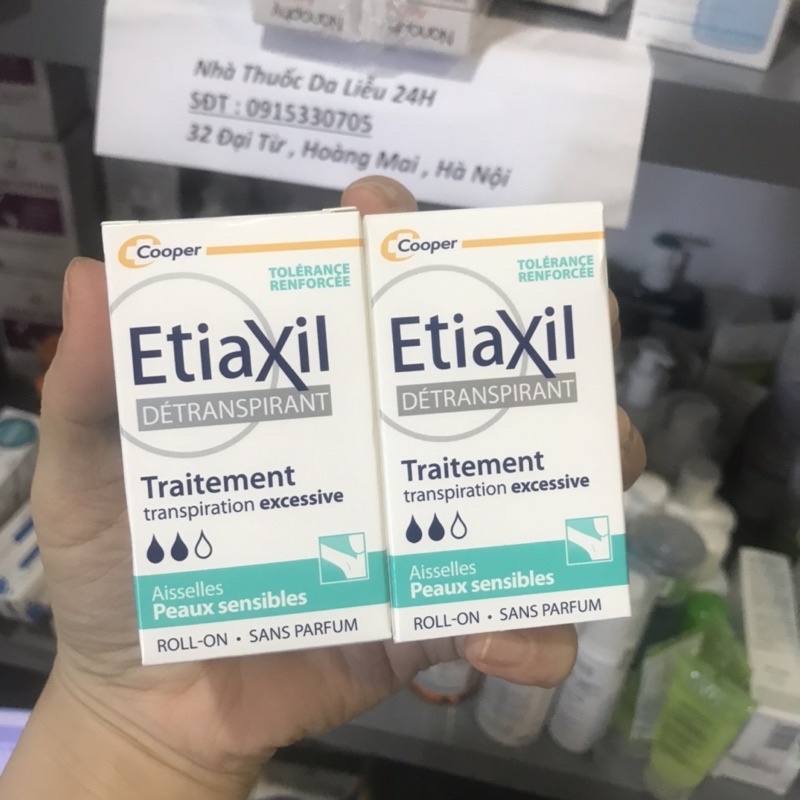 Nhà Thuốc Da Liễu 24H
SĐT : 0915330705
32 Đại Từ , Hoàng Mai , Hà Nội
Cooper
TOLÉRANCE
RENFORCÉE
EtiaXil
DÉTRANSPIRANT
Traitement
transpiration excessive
Aisselles
Peaux sensibles
ROLL-ON • SANS PARFUM
Cooper
TOLÉRANCE
RENFORCÉE
EtiaXil
DÉTRANSPIRANT
Traitement
transpiration excessive
Aisselles
Peaux sensibles
ROLL-ON • SANS PARFUM